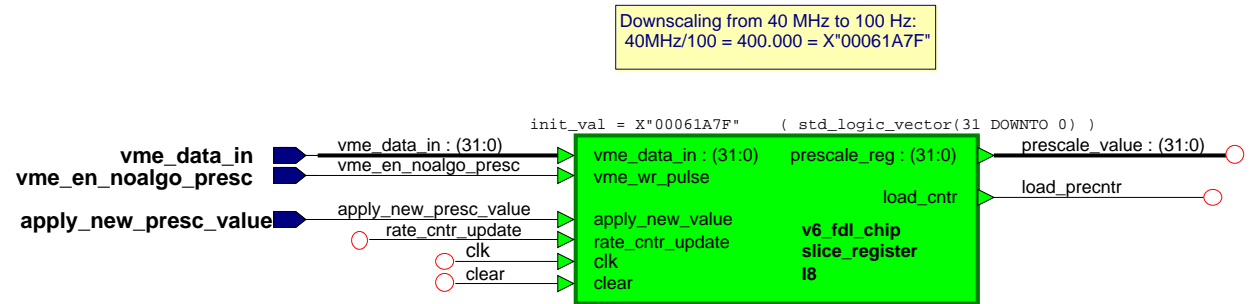 Downscaling from 40 MHz to 100 Hz:
40MHz/100 = 400.000 = X"00061A7F"
init_val = X"00061A7F" ( std_logic_vector(31 DOWNTO 0) )
vme_data_in
vme_data_in : (31:0)
vme_data_in : (31:0)
prescale_reg : (31:0)
prescale_value : (31:0)
vme_en_noalgo_presc
vme_en_noalgo_presc
vme_wr_pulse
load_cntr
load_precntr
apply_new_presc_value
apply_new_presc_value
apply_new_value
rate_cntr_update
rate_cntr_update
clk
clk
clear
clear
v6_fdl_chip
slice_register
I8